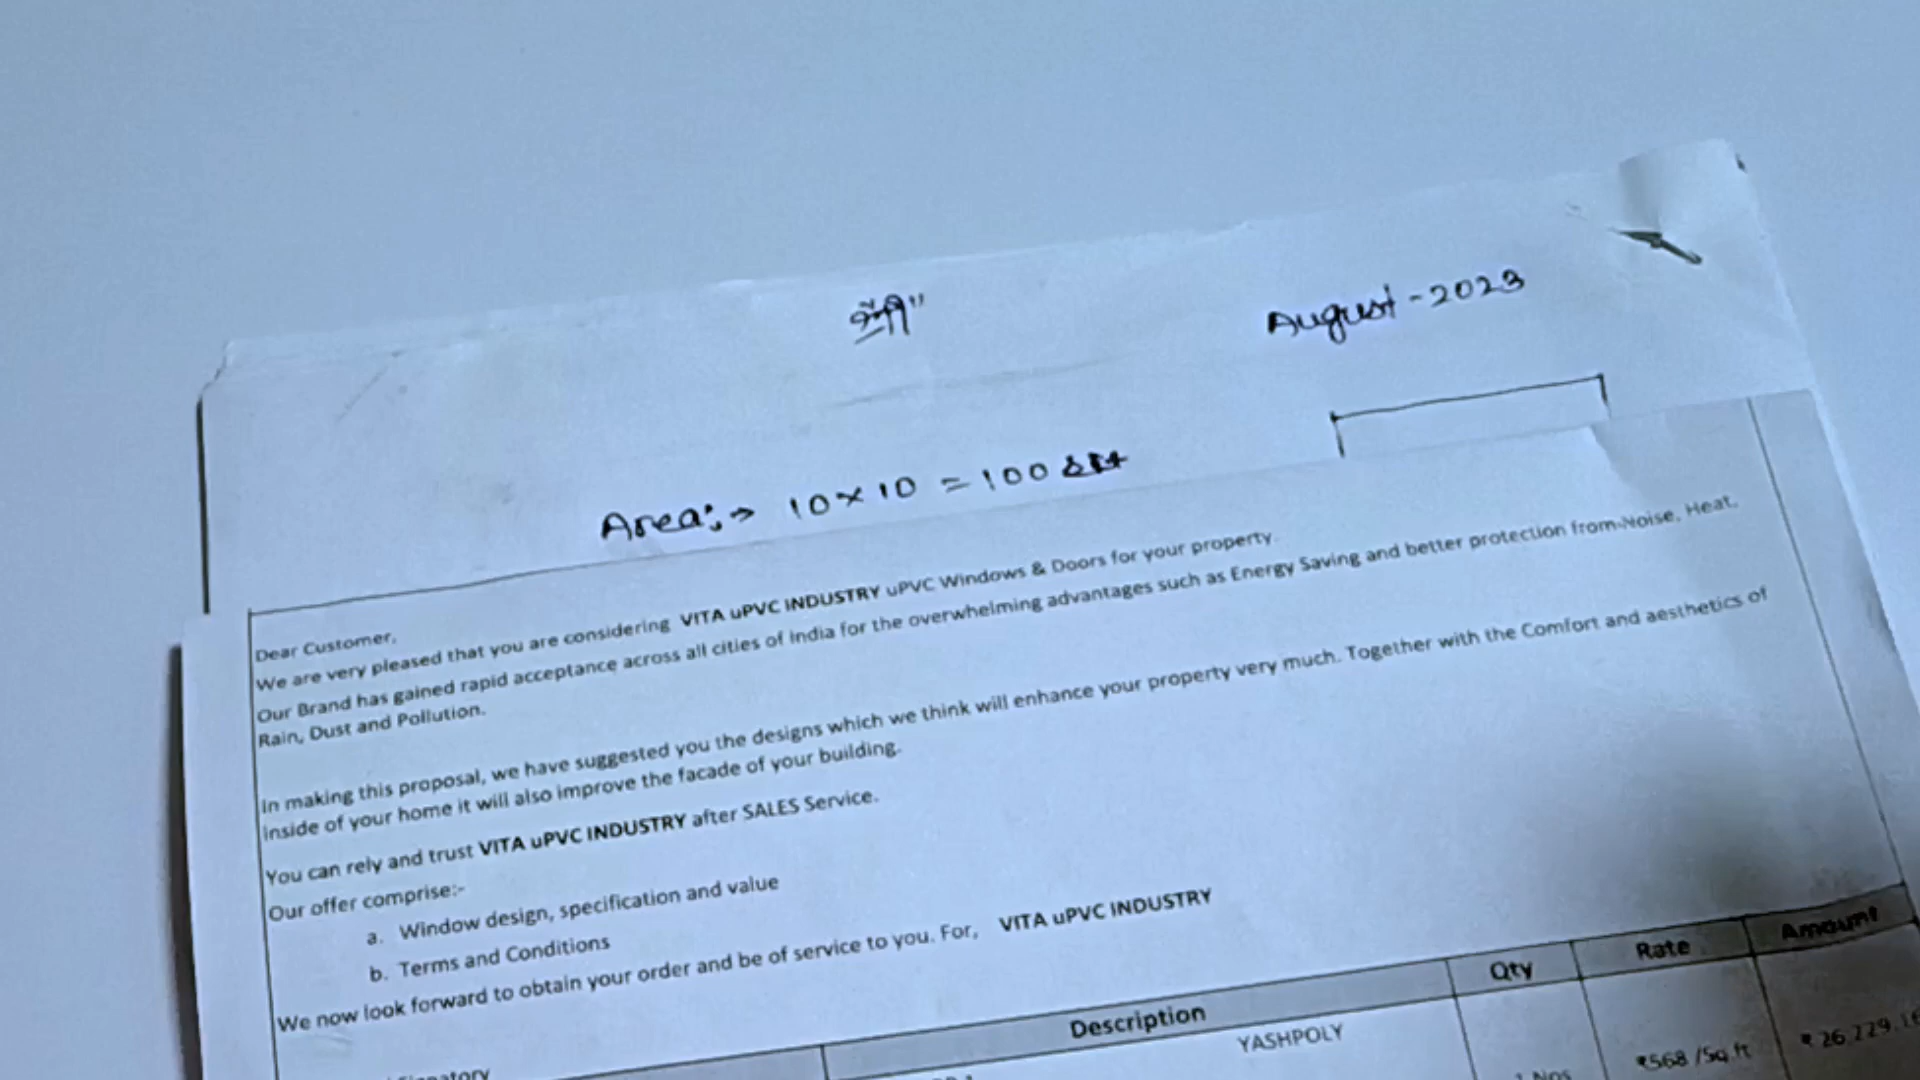 श्री"
August - 2023
Area:→ 10 × 10 = 100
Dear Customer,
We are very pleased that you are considering VITA uPVC INDUSTRY uPVC Windows & Doors for your property
Our Brand has gained rapid acceptance across all cities of India for the overwhelming advantages such as Energy Saving and better protection from Noise, Heat,
Rain, Dust and Pollution.
In making this proposal, we have suggested you the designs which we think will enhance your property very much. Together with the Comfort and aesthetics of
inside of your home it will also improve the facade of your building.
You can rely and trust VITA uPVC INDUSTRY after SALES Service.
Our offer comprise:-
a. Window design, specification and value
b. Terms and Conditions
We now look forward to obtain your order and be of service to you. For, VITA uPVC INDUSTRY
Description Qty Rate Amount
YASHPOLY
1 Nos ₹568 /Sq.ft ₹ 26,229.16